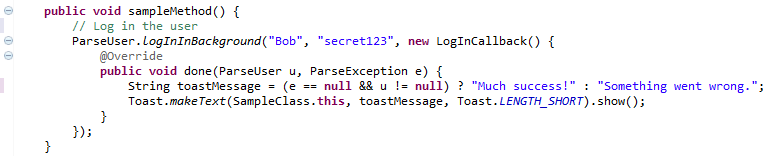 public void sampleMethod() {
// Log in the user
ParseUser.logInInBackground("Bob", "secret123", new LogInCallback() {
@Override
public void done(ParseUser u, ParseException e) {
String toastMessage = (e == null && u != null) ? "Much success!" : "Something went wrong.";
Toast.makeText(SampleClass.this, toastMessage, Toast.LENGTH_SHORT).show();
}
});
}